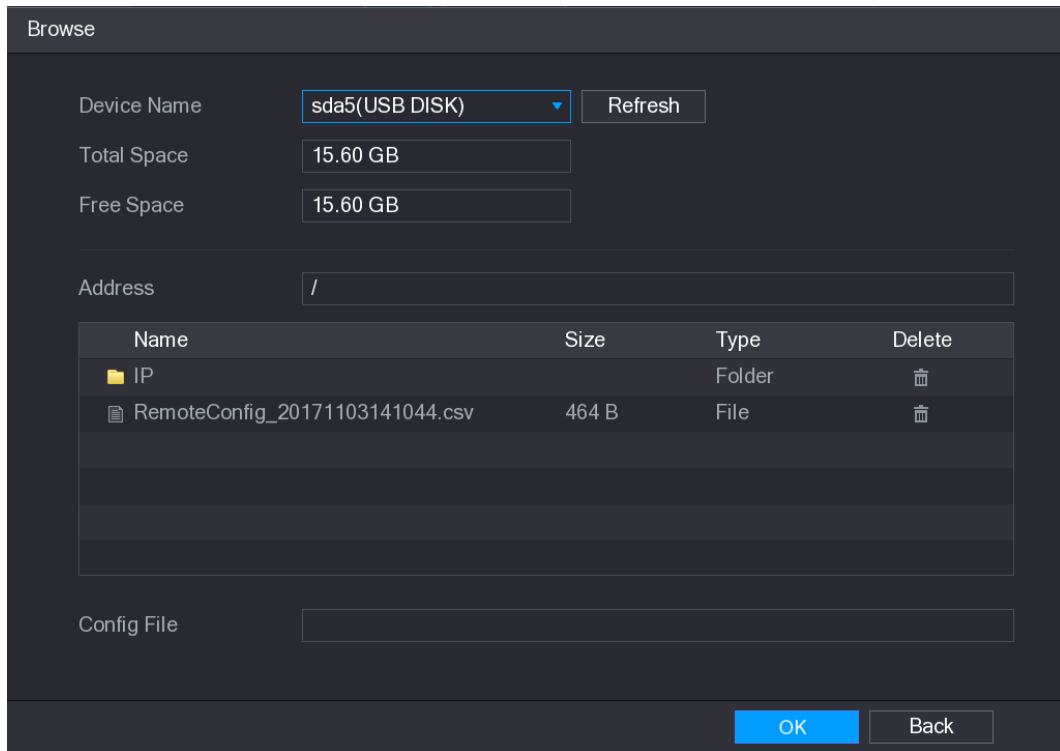 Browse
Device Name sda5(USB DISK) Refresh
Total Space 15.60 GB
Free Space 15.60 GB
Address /
Name Size Type Delete
IP Folder
RemoteConfig_20171103141044.csv 464 B File
Config File
OK Back